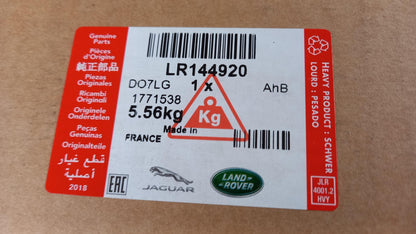 Genuine
Parts
Pièces
d'Origine
純正部品
Piezas
Originales
Ricambi
Originali
Originele
Onderdelen
Peças
Genuínas
Originalteile
قطع غيار
أصلية
2018
LR144920
DO7LG 1 x AhB
1771538
5.56kg
Kg
Made in
FRANCE
EAC
JAGUAR
LAND-
ROVER
HEAVY PRODUCT : SCHWER
LOURD : PESADO
JLR
4001.2
HVY